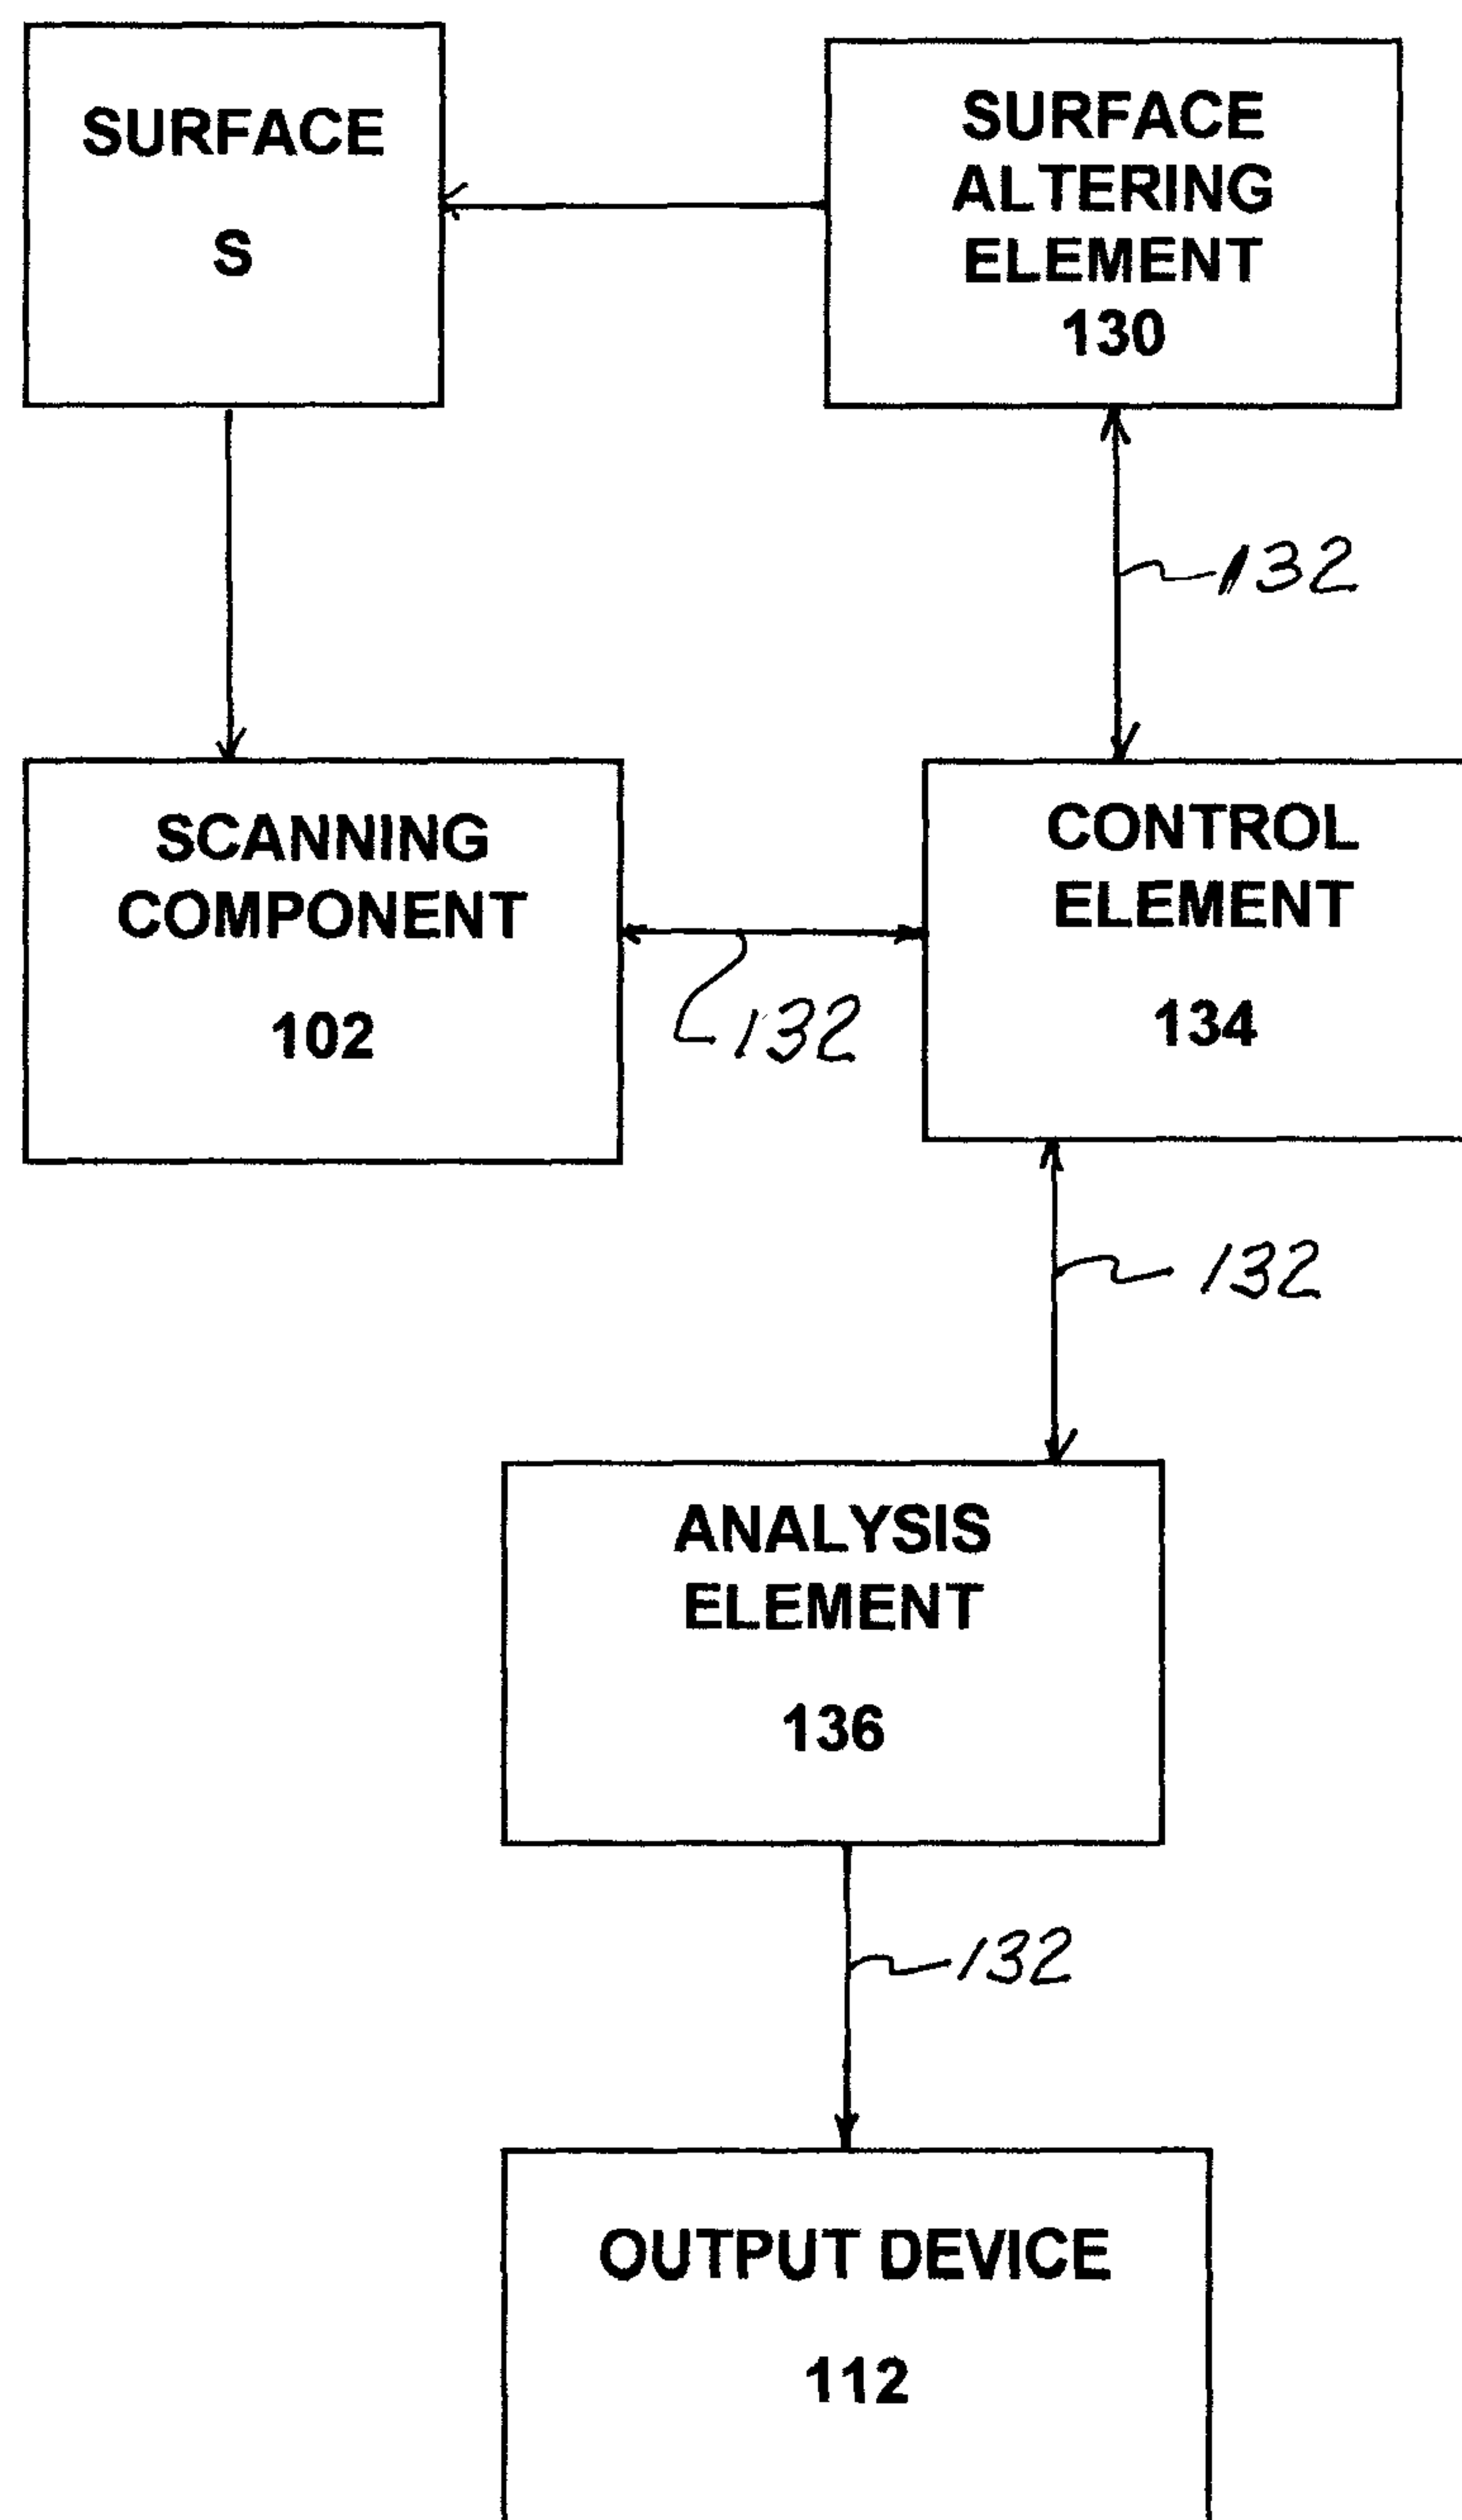 SURFACE
S
SURFACE
ALTERING
ELEMENT
130
132
SCANNING
COMPONENT
102
132
CONTROL
ELEMENT
134
132
ANALYSIS
ELEMENT
136
132
OUTPUT DEVICE
112